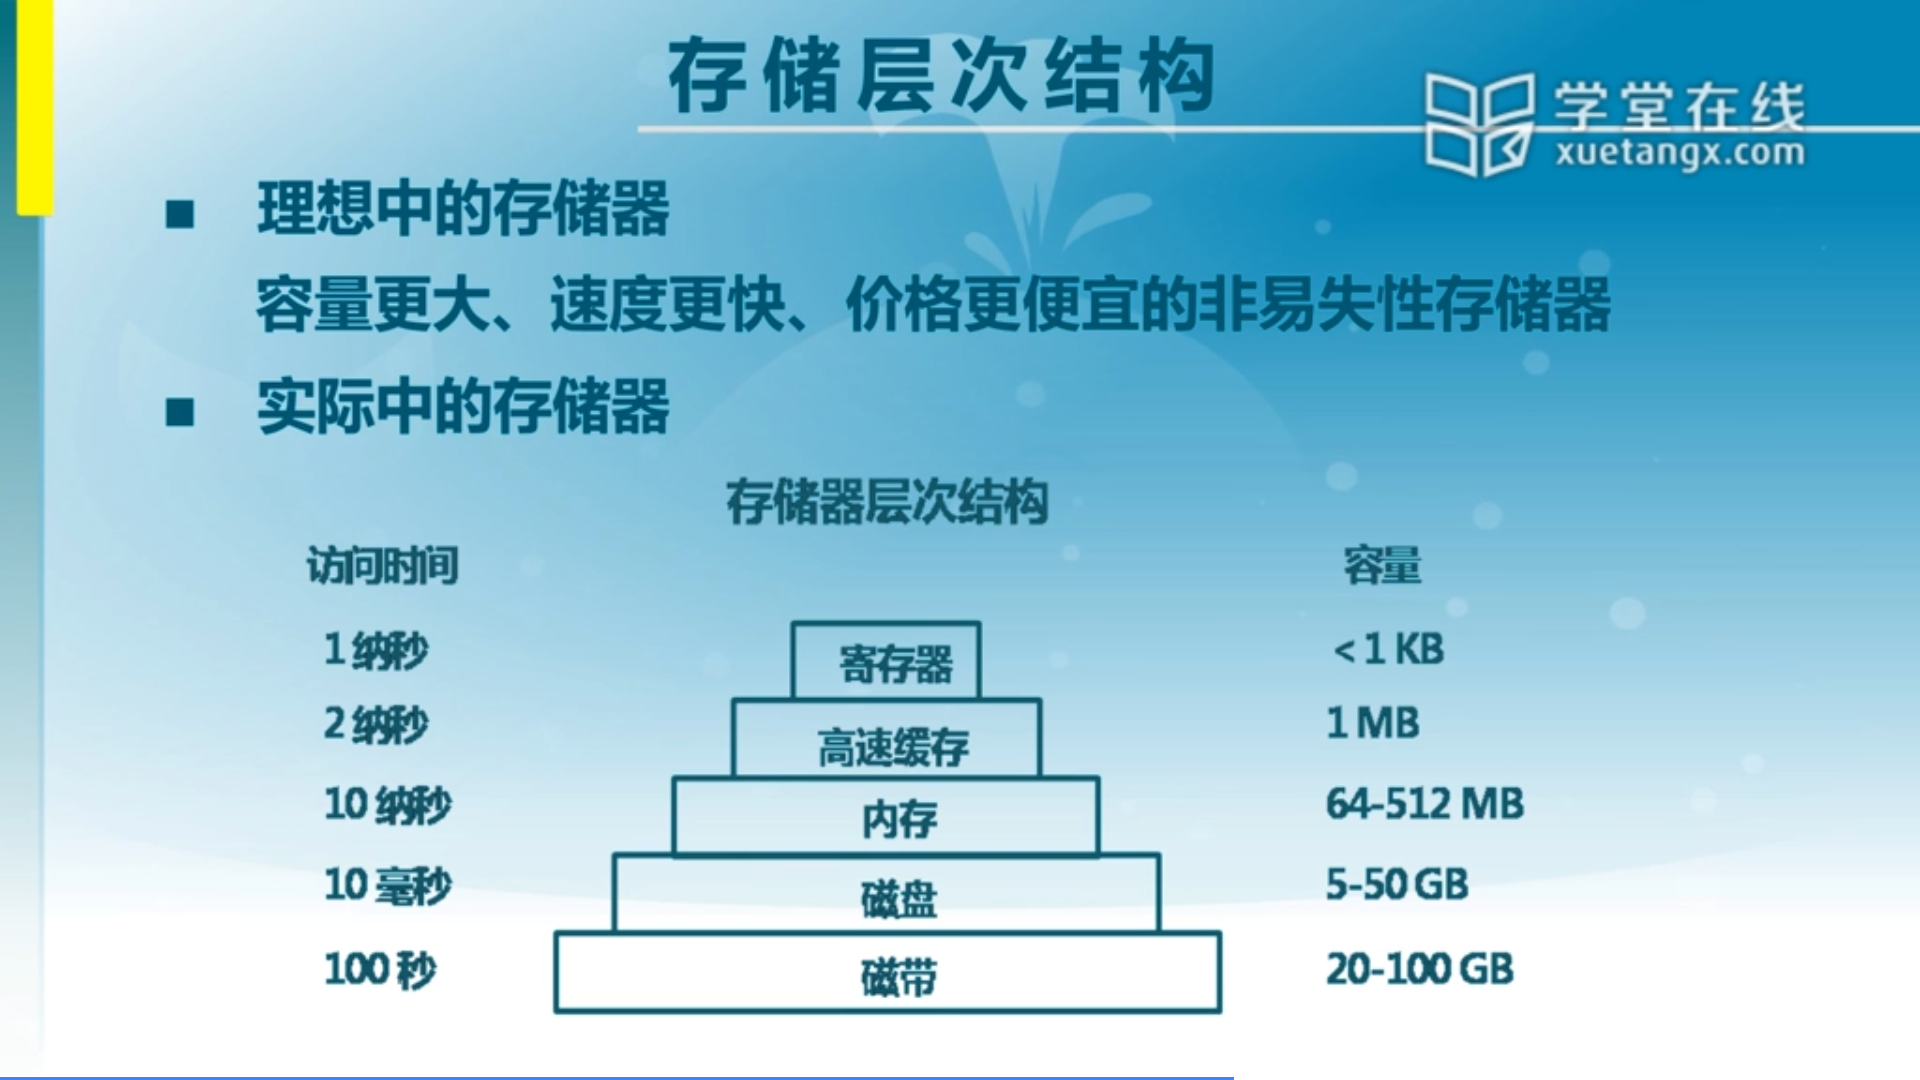 存储层次结构
学堂在线
xuetangx.com
■ 理想中的存储器
容量更大、速度更快、价格更便宜的非易失性存储器
■ 实际中的存储器
存储器层次结构
访问时间 容量
1 纳秒 寄存器 < 1 KB
2 纳秒 高速缓存 1 MB
10 纳秒 内存 64-512 MB
10 毫秒 磁盘 5-50 GB
100 秒 磁带 20-100 GB